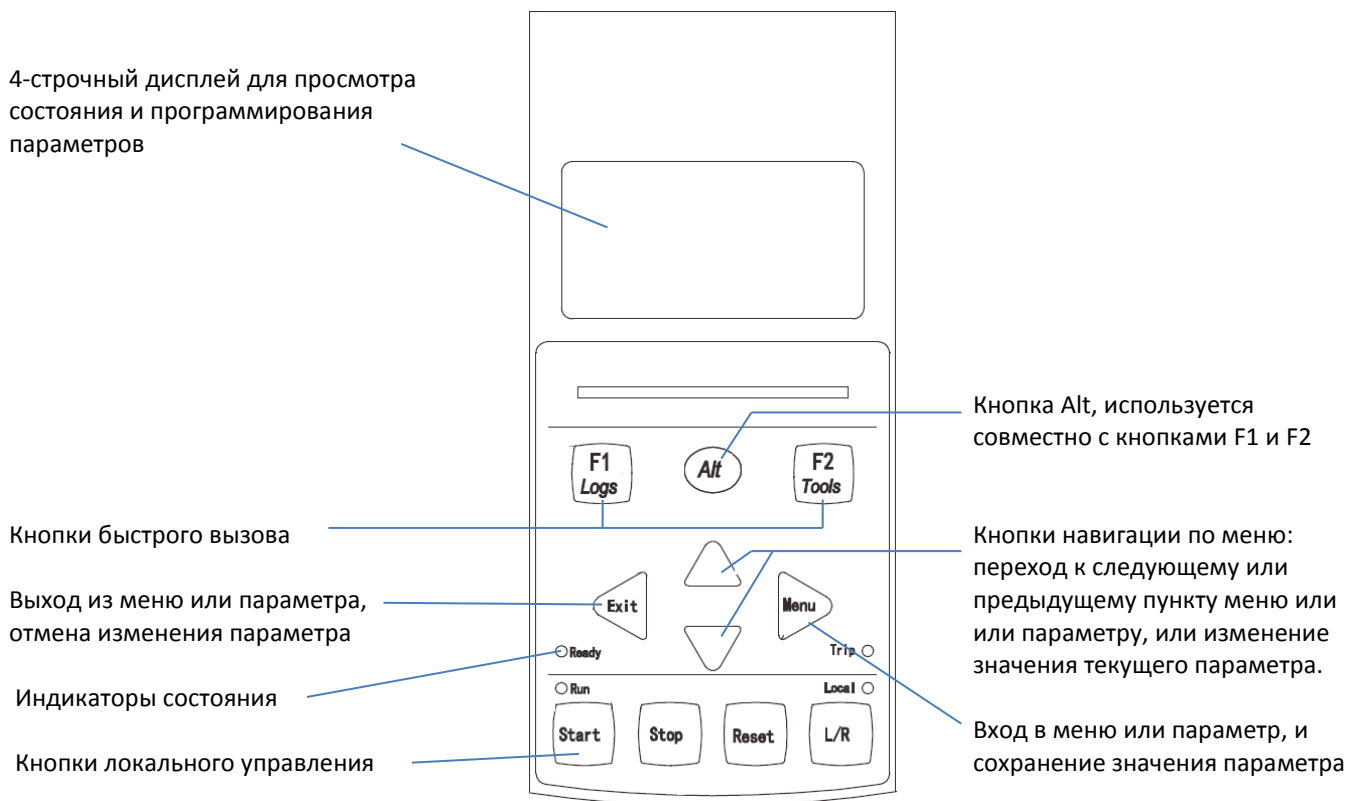 4-строчный дисплей для просмотра
состояния и программирования
параметров
Кнопка Alt, используется
совместно с кнопками F1 и F2
F1
Logs
Alt
F2
Tools
Кнопки быстрого вызова
Кнопки навигации по меню:
переход к следующему или
предыдущему пункту меню или
или параметру, или изменение
значения текущего параметра.
Выход из меню или параметра,
отмена изменения параметра
Exit
Menu
Ready
Trip
Индикаторы состояния
Run
Local
Вход в меню или параметр, и
сохранение значения параметра
Кнопки локального управления
Start
Stop
Reset
L/R